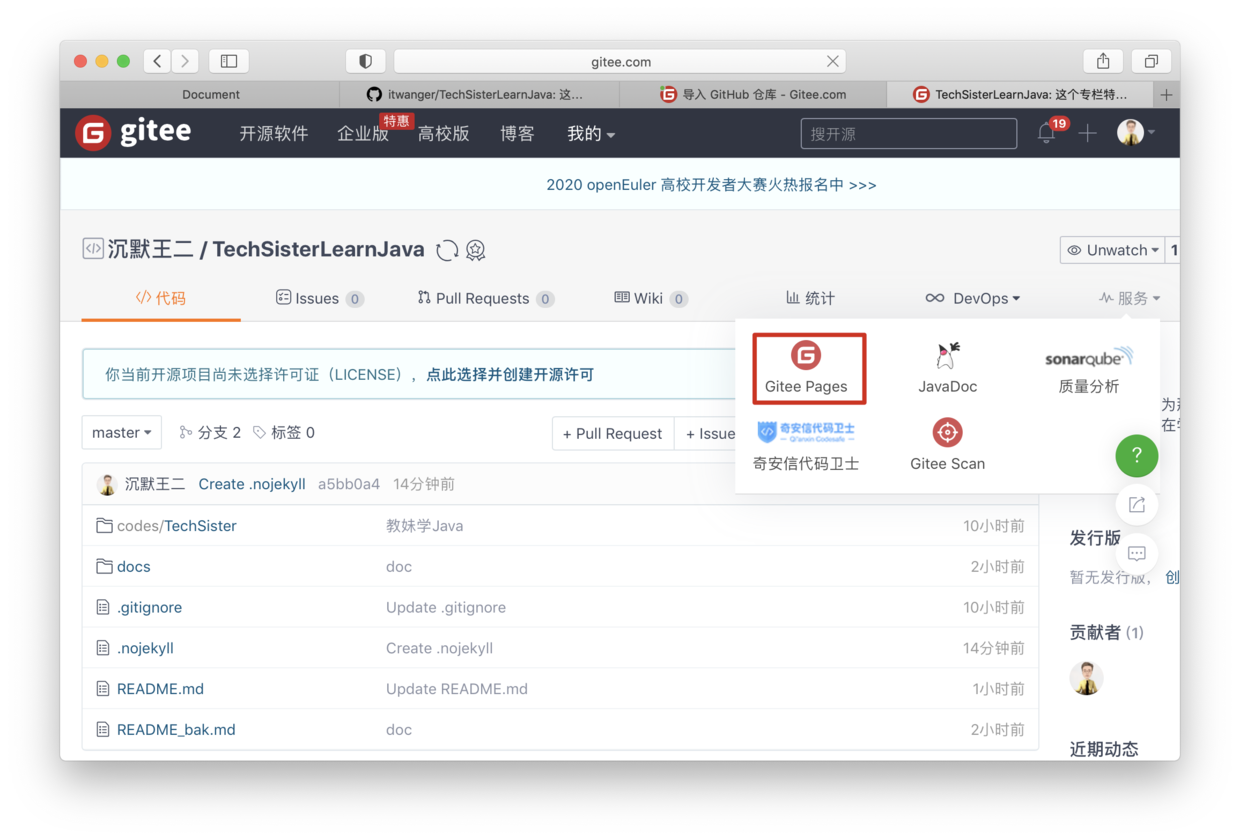 gitee.com
Document
itwanger/TechSisterLearnJava: 这...
导入 GitHub 仓库 - Gitee.com
TechSisterLearnJava: 这个专栏特...
gitee 开源软件 企业版 特惠 高校版 博客 我的 搜开源 19
2020 openEuler 高校开发者大赛火热报名中 >>>
沉默王二 / TechSisterLearnJava Unwatch 1
代码 Issues 0 Pull Requests 0 Wiki 0 统计 DevOps 服务
Gitee Pages JavaDoc sonarqube
质量分析
奇安信代码卫士
Qi'anxin Codesafe
奇安信代码卫士 Gitee Scan
你当前开源项目尚未选择许可证（LICENSE），点此选择并创建开源许可
master 分支 2 标签 0 + Pull Request + Issue
沉默王二 Create .nojekyll a5bb0a4 14分钟前
codes/TechSister 教妹学Java 10小时前
docs doc 2小时前
.gitignore Update .gitignore 10小时前
.nojekyll Create .nojekyll 14分钟前
README.md Update README.md 1小时前
README_bak.md doc 2小时前
?
发行版
暂无发行版， 创
贡献者 (1)
近期动态